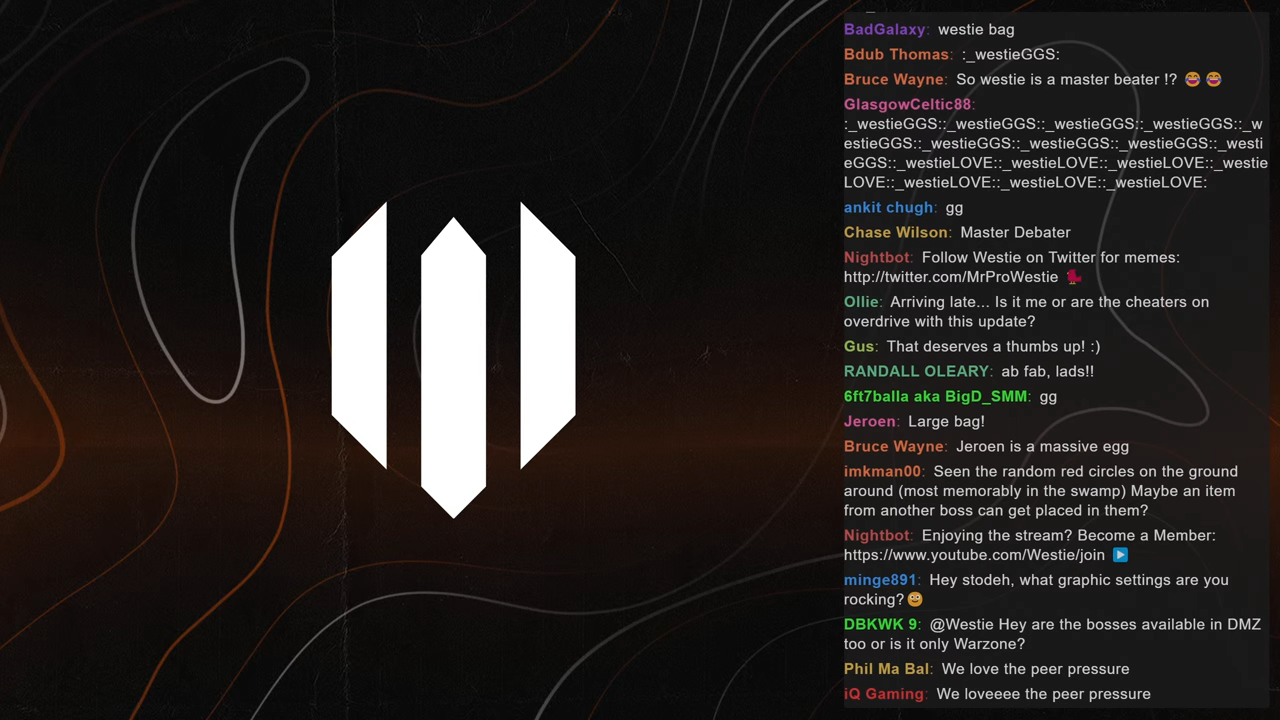 BadGalaxy: westie bag
Bdub Thomas: :_westieGGS:
Bruce Wayne: So westie is a master beater !? 😂 😂
GlasgowCeltic88:
:_westieGGS::_westieGGS::_westieGGS::_westieGGS::_w
estieGGS::_westieGGS::_westieGGS::_westieGGS::_westi
eGGS::_westieLOVE::_westieLOVE::_westieLOVE::_westie
LOVE::_westieLOVE::_westieLOVE::_westieLOVE:
ankit chugh: gg
Chase Wilson: Master Debater
Nightbot: Follow Westie on Twitter for memes:
http://twitter.com/MrProWestie
Ollie: Arriving late... Is it me or are the cheaters on
overdrive with this update?
Gus: That deserves a thumbs up! :)
RANDALL OLEARY: ab fab, lads!!
6ft7balla aka BigD_SMM: gg
Jeroen: Large bag!
Bruce Wayne: Jeroen is a massive egg
imkman00: Seen the random red circles on the ground
around (most memorably in the swamp) Maybe an item
from another boss can get placed in them?
Nightbot: Enjoying the stream? Become a Member:
https://www.youtube.com/Westie/join ▶️
minge891: Hey stodeh, what graphic settings are you
rocking?
DBKWK 9: @Westie Hey are the bosses available in DMZ
too or is it only Warzone?
Phil Ma Bal: We love the peer pressure
iQ Gaming: We loveeee the peer pressure